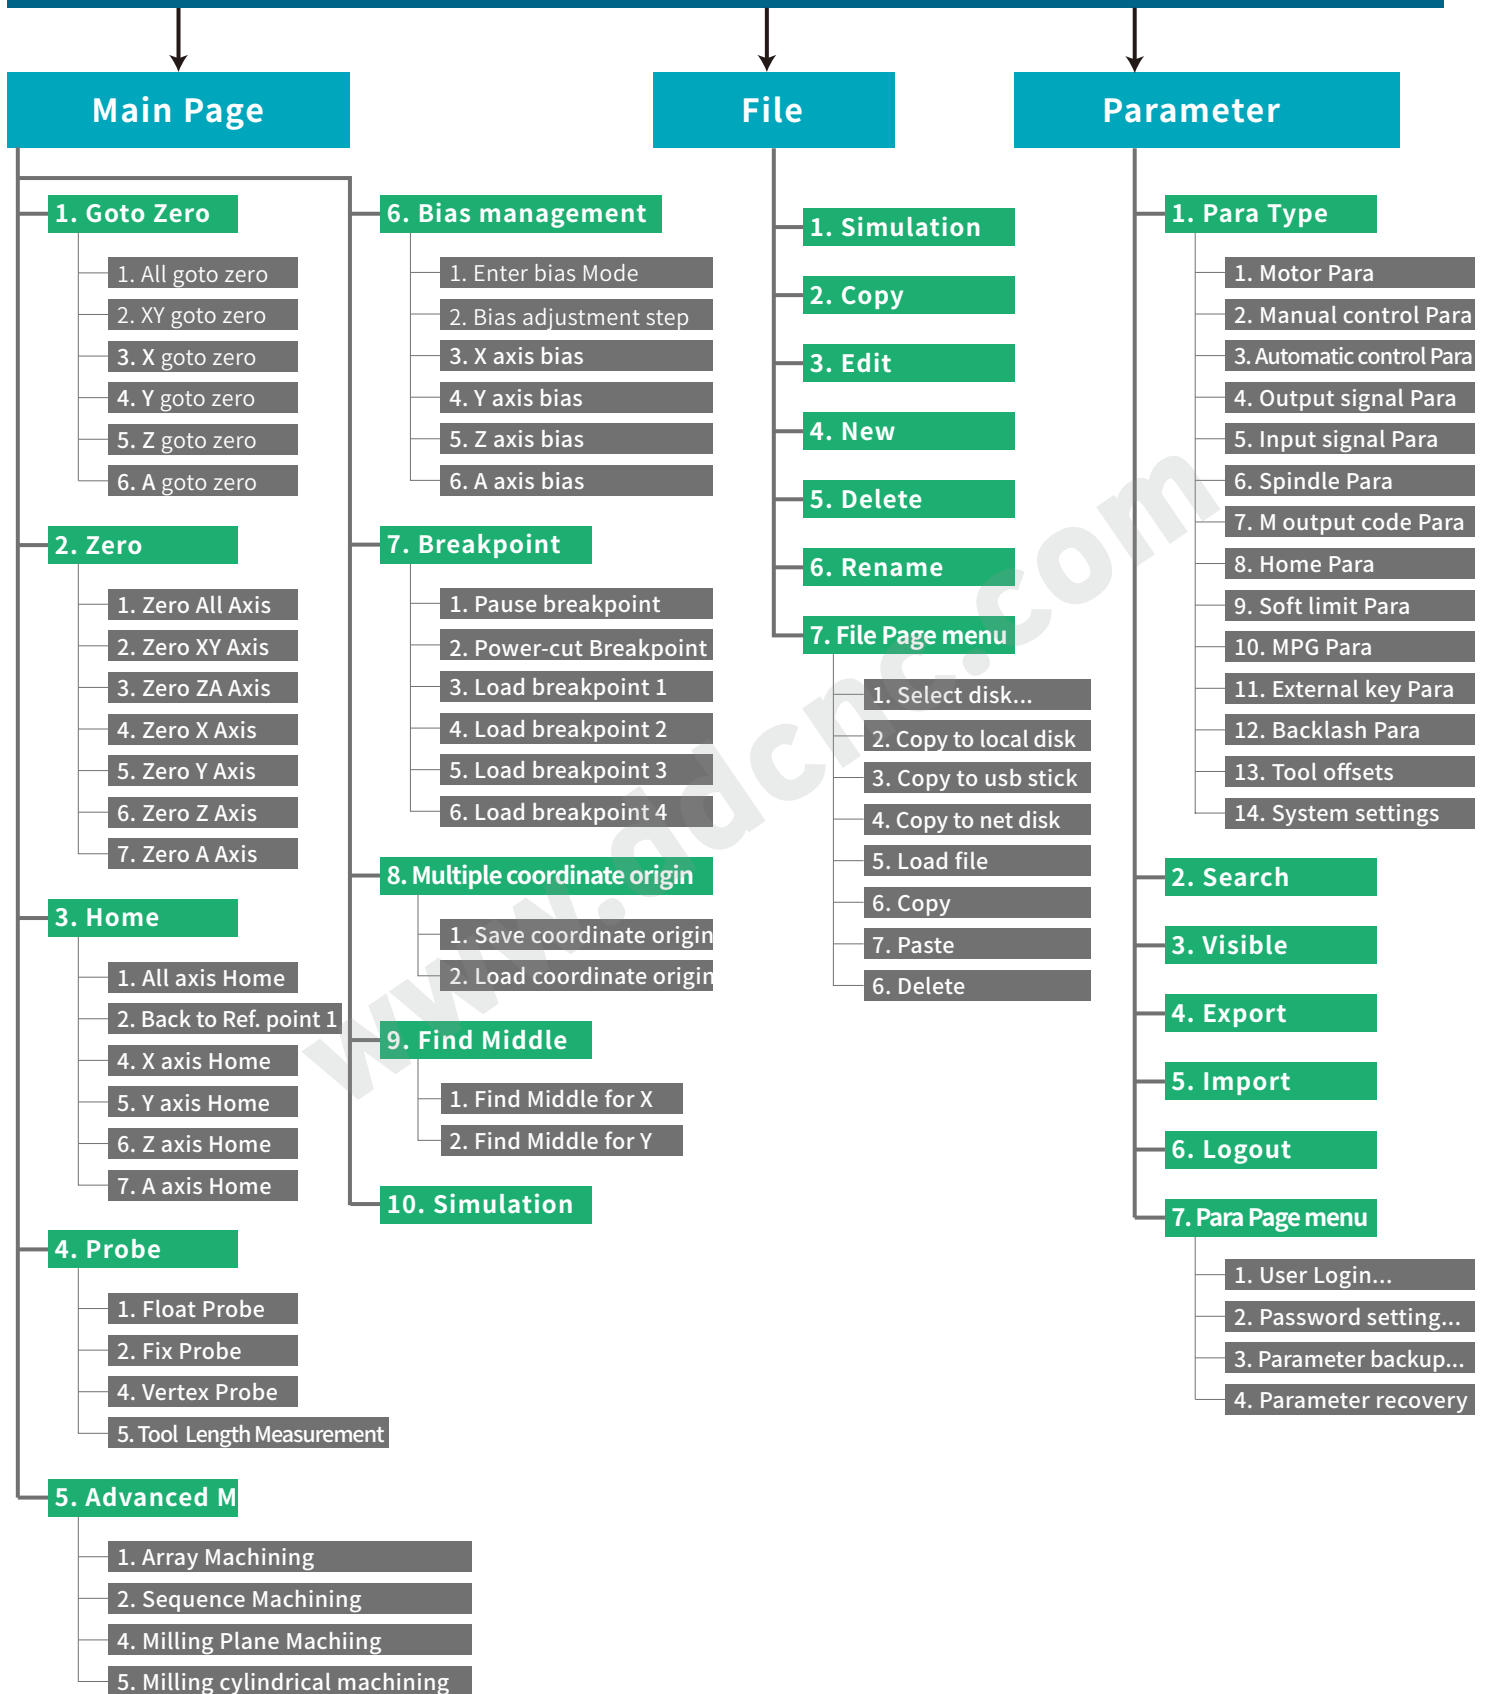 Main Page
1. Goto Zero
1. All goto zero
2. XY goto zero
3. X goto zero
4. Y goto zero
5. Z goto zero
6. A goto zero
2. Zero
1. Zero All Axis
2. Zero XY Axis
3. Zero ZA Axis
4. Zero X Axis
5. Zero Y Axis
6. Zero Z Axis
7. Zero A Axis
3. Home
1. All axis Home
2. Back to Ref. point 1
4. X axis Home
5. Y axis Home
6. Z axis Home
7. A axis Home
4. Probe
1. Float Probe
2. Fix Probe
4. Vertex Probe
5. Tool Length Measurement
5. Advanced M
1. Array Machining
2. Sequence Machining
4. Milling Plane Machiing
5. Milling cylindrical machining
6. Bias management
1. Enter bias Mode
2. Bias adjustment step
3. X axis bias
4. Y axis bias
5. Z axis bias
6. A axis bias
7. Breakpoint
1. Pause breakpoint
2. Power-cut Breakpoint
3. Load breakpoint 1
4. Load breakpoint 2
5. Load breakpoint 3
6. Load breakpoint 4
8. Multiple coordinate origin
1. Save coordinate origin
2. Load coordinate origin
9. Find Middle
1. Find Middle for X
2. Find Middle for Y
10. Simulation
File
1. Simulation
2. Copy
3. Edit
4. New
5. Delete
6. Rename
7. File Page menu
1. Select disk...
2. Copy to local disk
3. Copy to usb stick
4. Copy to net disk
5. Load file
6. Copy
7. Paste
6. Delete
Parameter
1. Para Type
1. Motor Para
2. Manual control Para
3. Automatic control Para
4. Output signal Para
5. Input signal Para
6. Spindle Para
7. M output code Para
8. Home Para
9. Soft limit Para
10. MPG Para
11. External key Para
12. Backlash Para
13. Tool offsets
14. System settings
2. Search
3. Visible
4. Export
5. Import
6. Logout
7. Para Page menu
1. User Login...
2. Password setting...
3. Parameter backup...
4. Parameter recovery
www.ddcnc.com